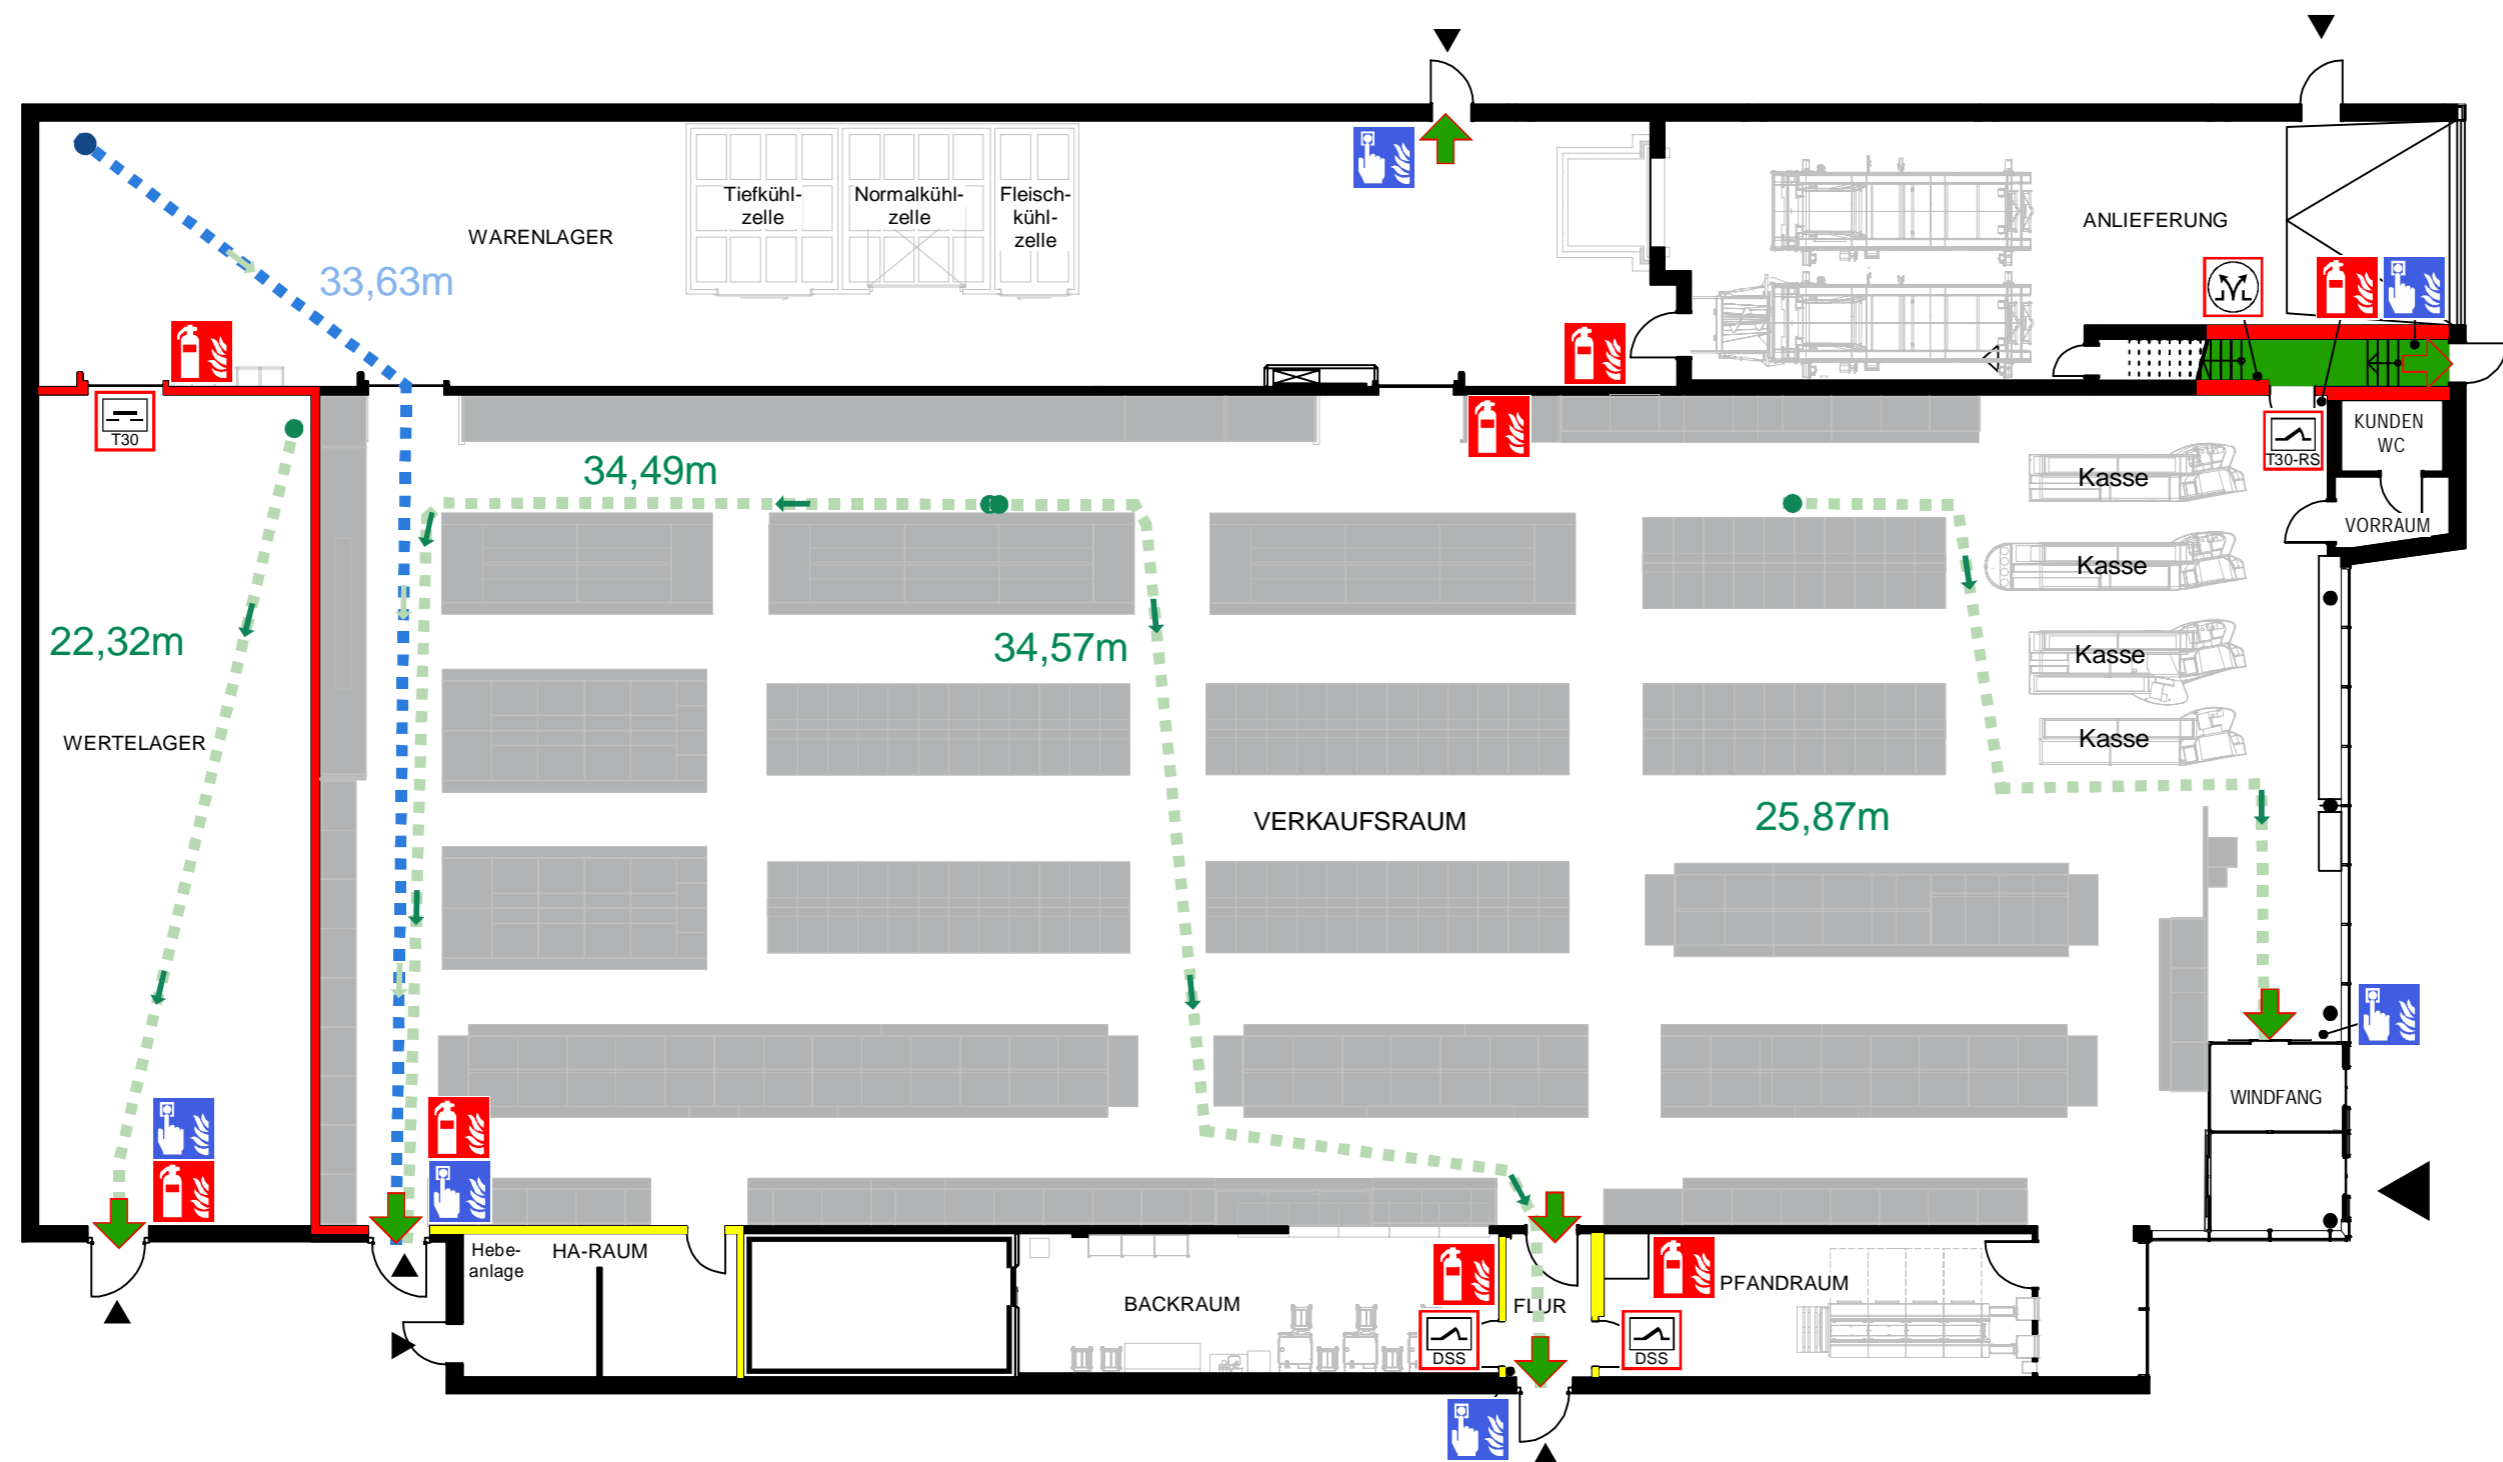 Tiefkühl-
zelle
Normalkühl-
zelle
Fleisch-
kühl-
zelle
WARENLAGER
ANLIEFERUNG
33,63m
T30
T30-RS
KUNDEN
WC
VORRAUM
34,49m
Kasse
Kasse
Kasse
Kasse
22,32m
34,57m
WERTELAGER
VERKAUFSRAUM
25,87m
WINDFANG
Hebe-
anlage
HA-RAUM
BACKRAUM
FLUR
PFANDRAUM
DSS
DSS